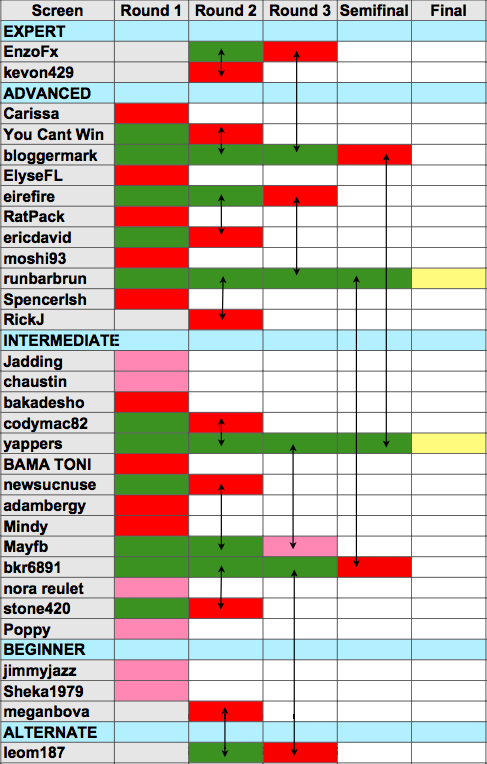 Screen Round 1 Round 2 Round 3 Semifinal Final
EXPERT
EnzoFx
kevon429
ADVANCED
Carissa
You Cant Win
bloggermark
ElyseFL
eirefire
RatPack
ericdavid
moshi93
runbarbrun
Spencerlsh
RickJ
INTERMEDIATE
Jadding
chaustin
bakadesho
codymac82
yappers
BAMA TONI
newsucnuse
adambergy
Mindy
Mayfb
bkr6891
nora reulet
stone420
Poppy
BEGINNER
jimmyjazz
Sheka1979
meganbova
ALTERNATE
leom187